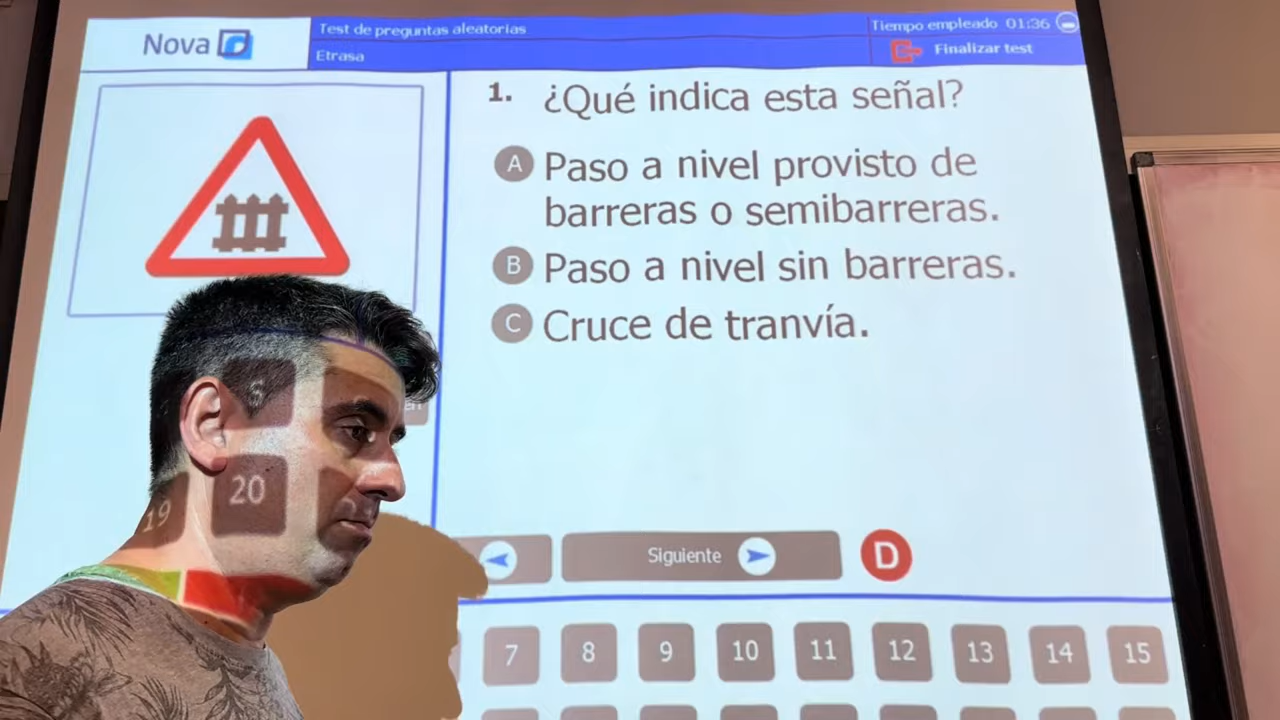 Nova
Test de preguntas aleatorias
Etrasa
Tiempo empleado 01:36
Finalizar test
1. ¿Qué indica esta señal?
A Paso a nivel provisto de
barreras o semibarreras.
B Paso a nivel sin barreras.
C Cruce de tranvía.
20
19
Siguiente
D
7 8 9 10 11 12 13 14 15